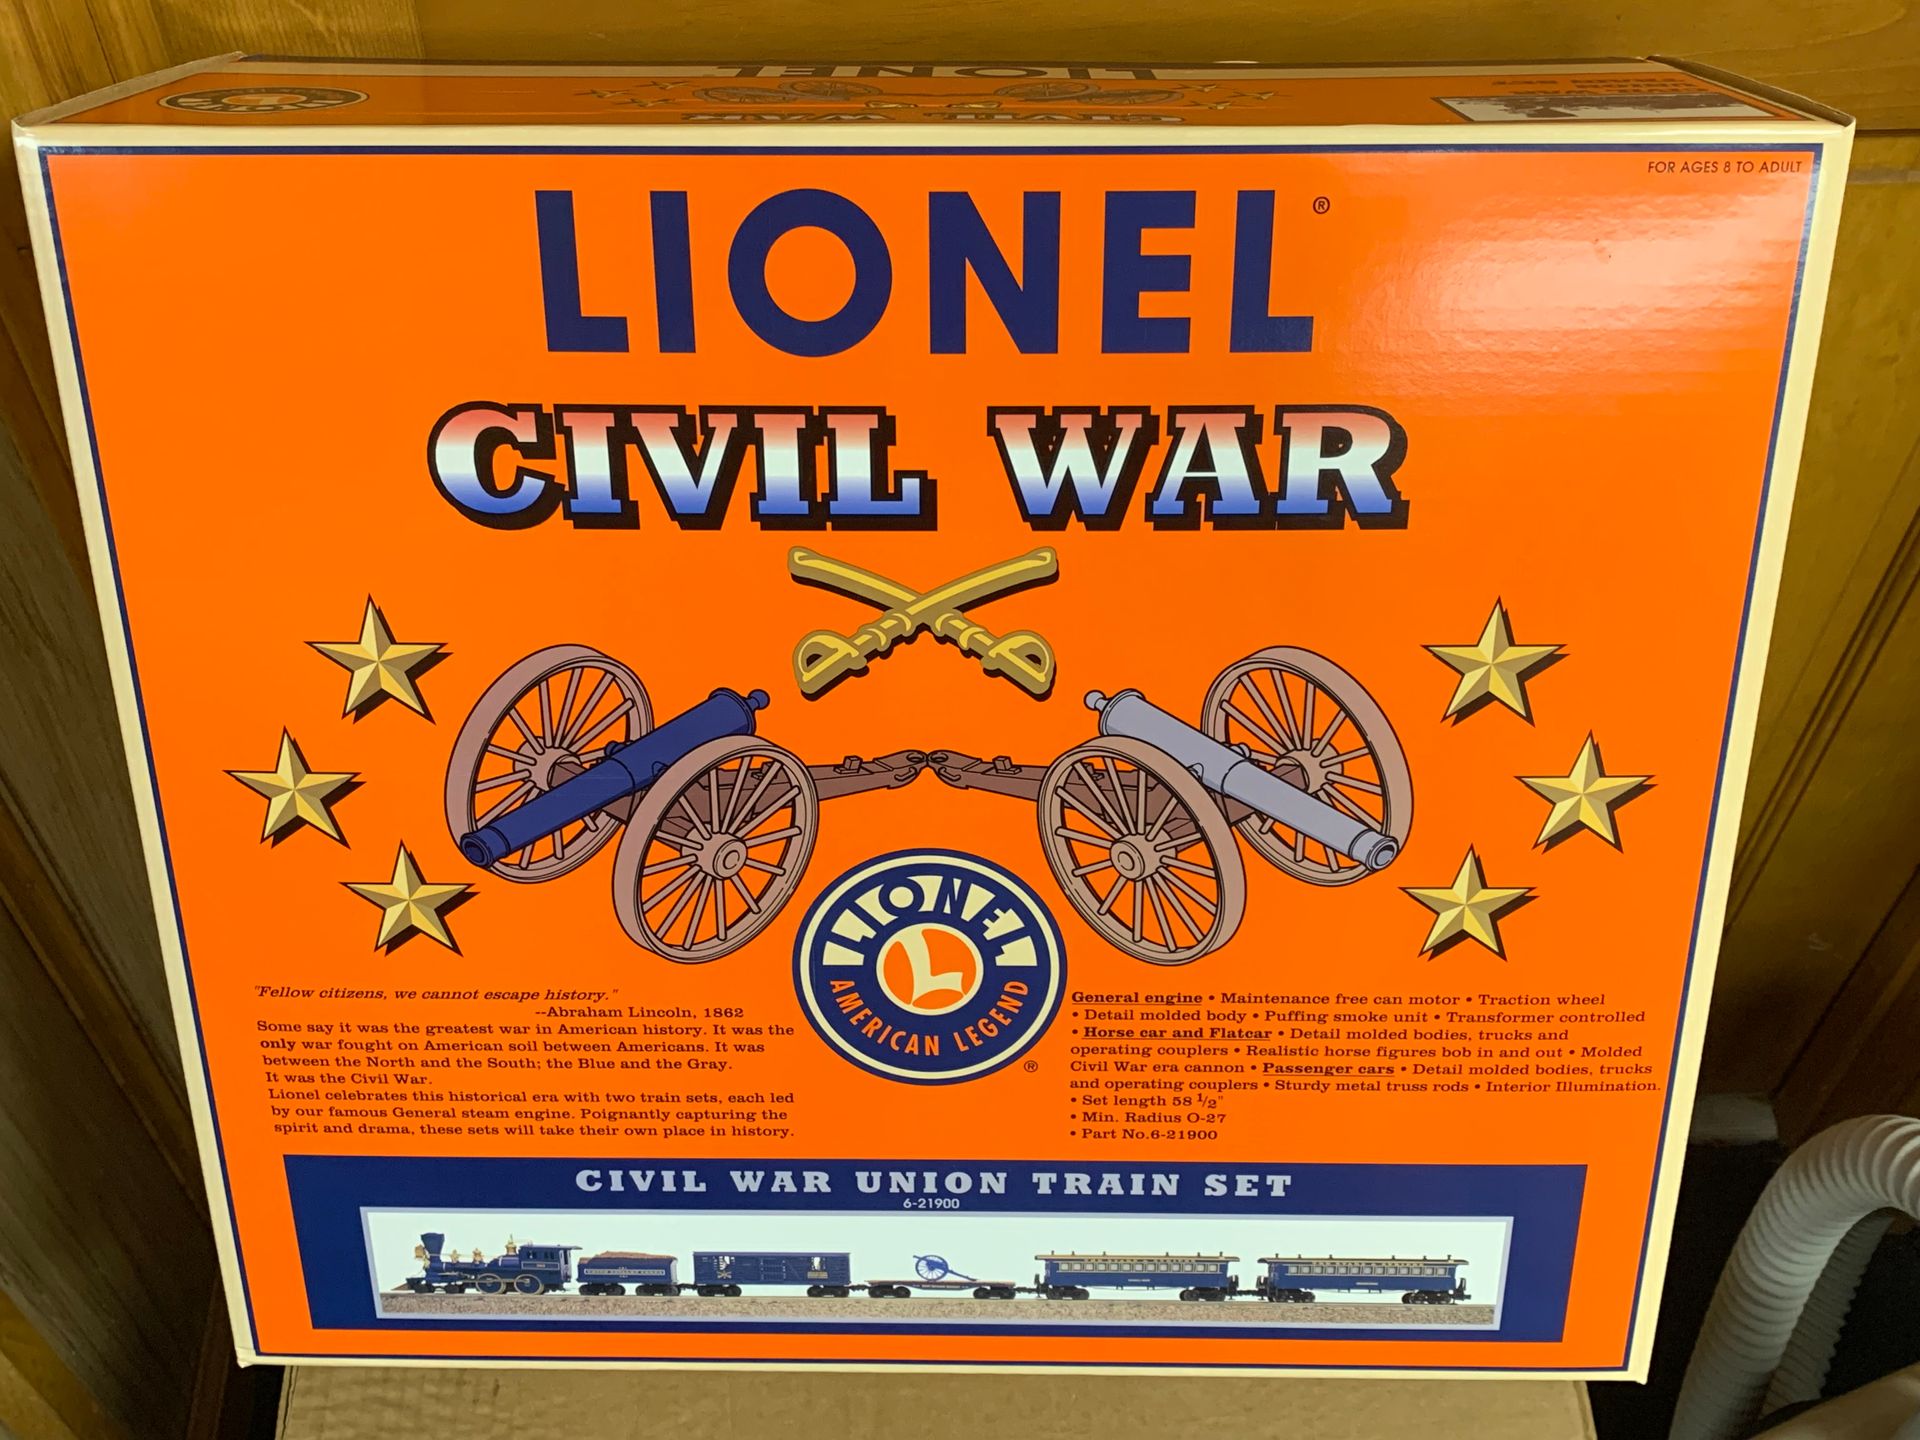 LIONEL
CIVIL WAR
CIVIL WAR
UNION
TRAIN SET
FOR AGES 8 TO ADULT
LIONEL®
CIVIL WAR
LIONEL
L
AMERICAN LEGEND
®
"Fellow citizens, we cannot escape history."
--Abraham Lincoln, 1862
Some say it was the greatest war in American history. It was the
only war fought on American soil between Americans. It was
between the North and the South; the Blue and the Gray.
It was the Civil War.
Lionel celebrates this historical era with two train sets, each led
by our famous General steam engine. Poignantly capturing the
spirit and drama, these sets will take their own place in history.
General engine • Maintenance free can motor • Traction wheel
• Detail molded body • Puffing smoke unit • Transformer controlled
• Horse car and Flatcar • Detail molded bodies, trucks and
operating couplers • Realistic horse figures bob in and out • Molded
Civil War era cannon • Passenger cars • Detail molded bodies, trucks
and operating couplers • Sturdy metal truss rods • Interior Illumination.
• Set length 58 1/2"
• Min. Radius O-27
• Part No.6-21900
CIVIL WAR UNION TRAIN SET
6-21900